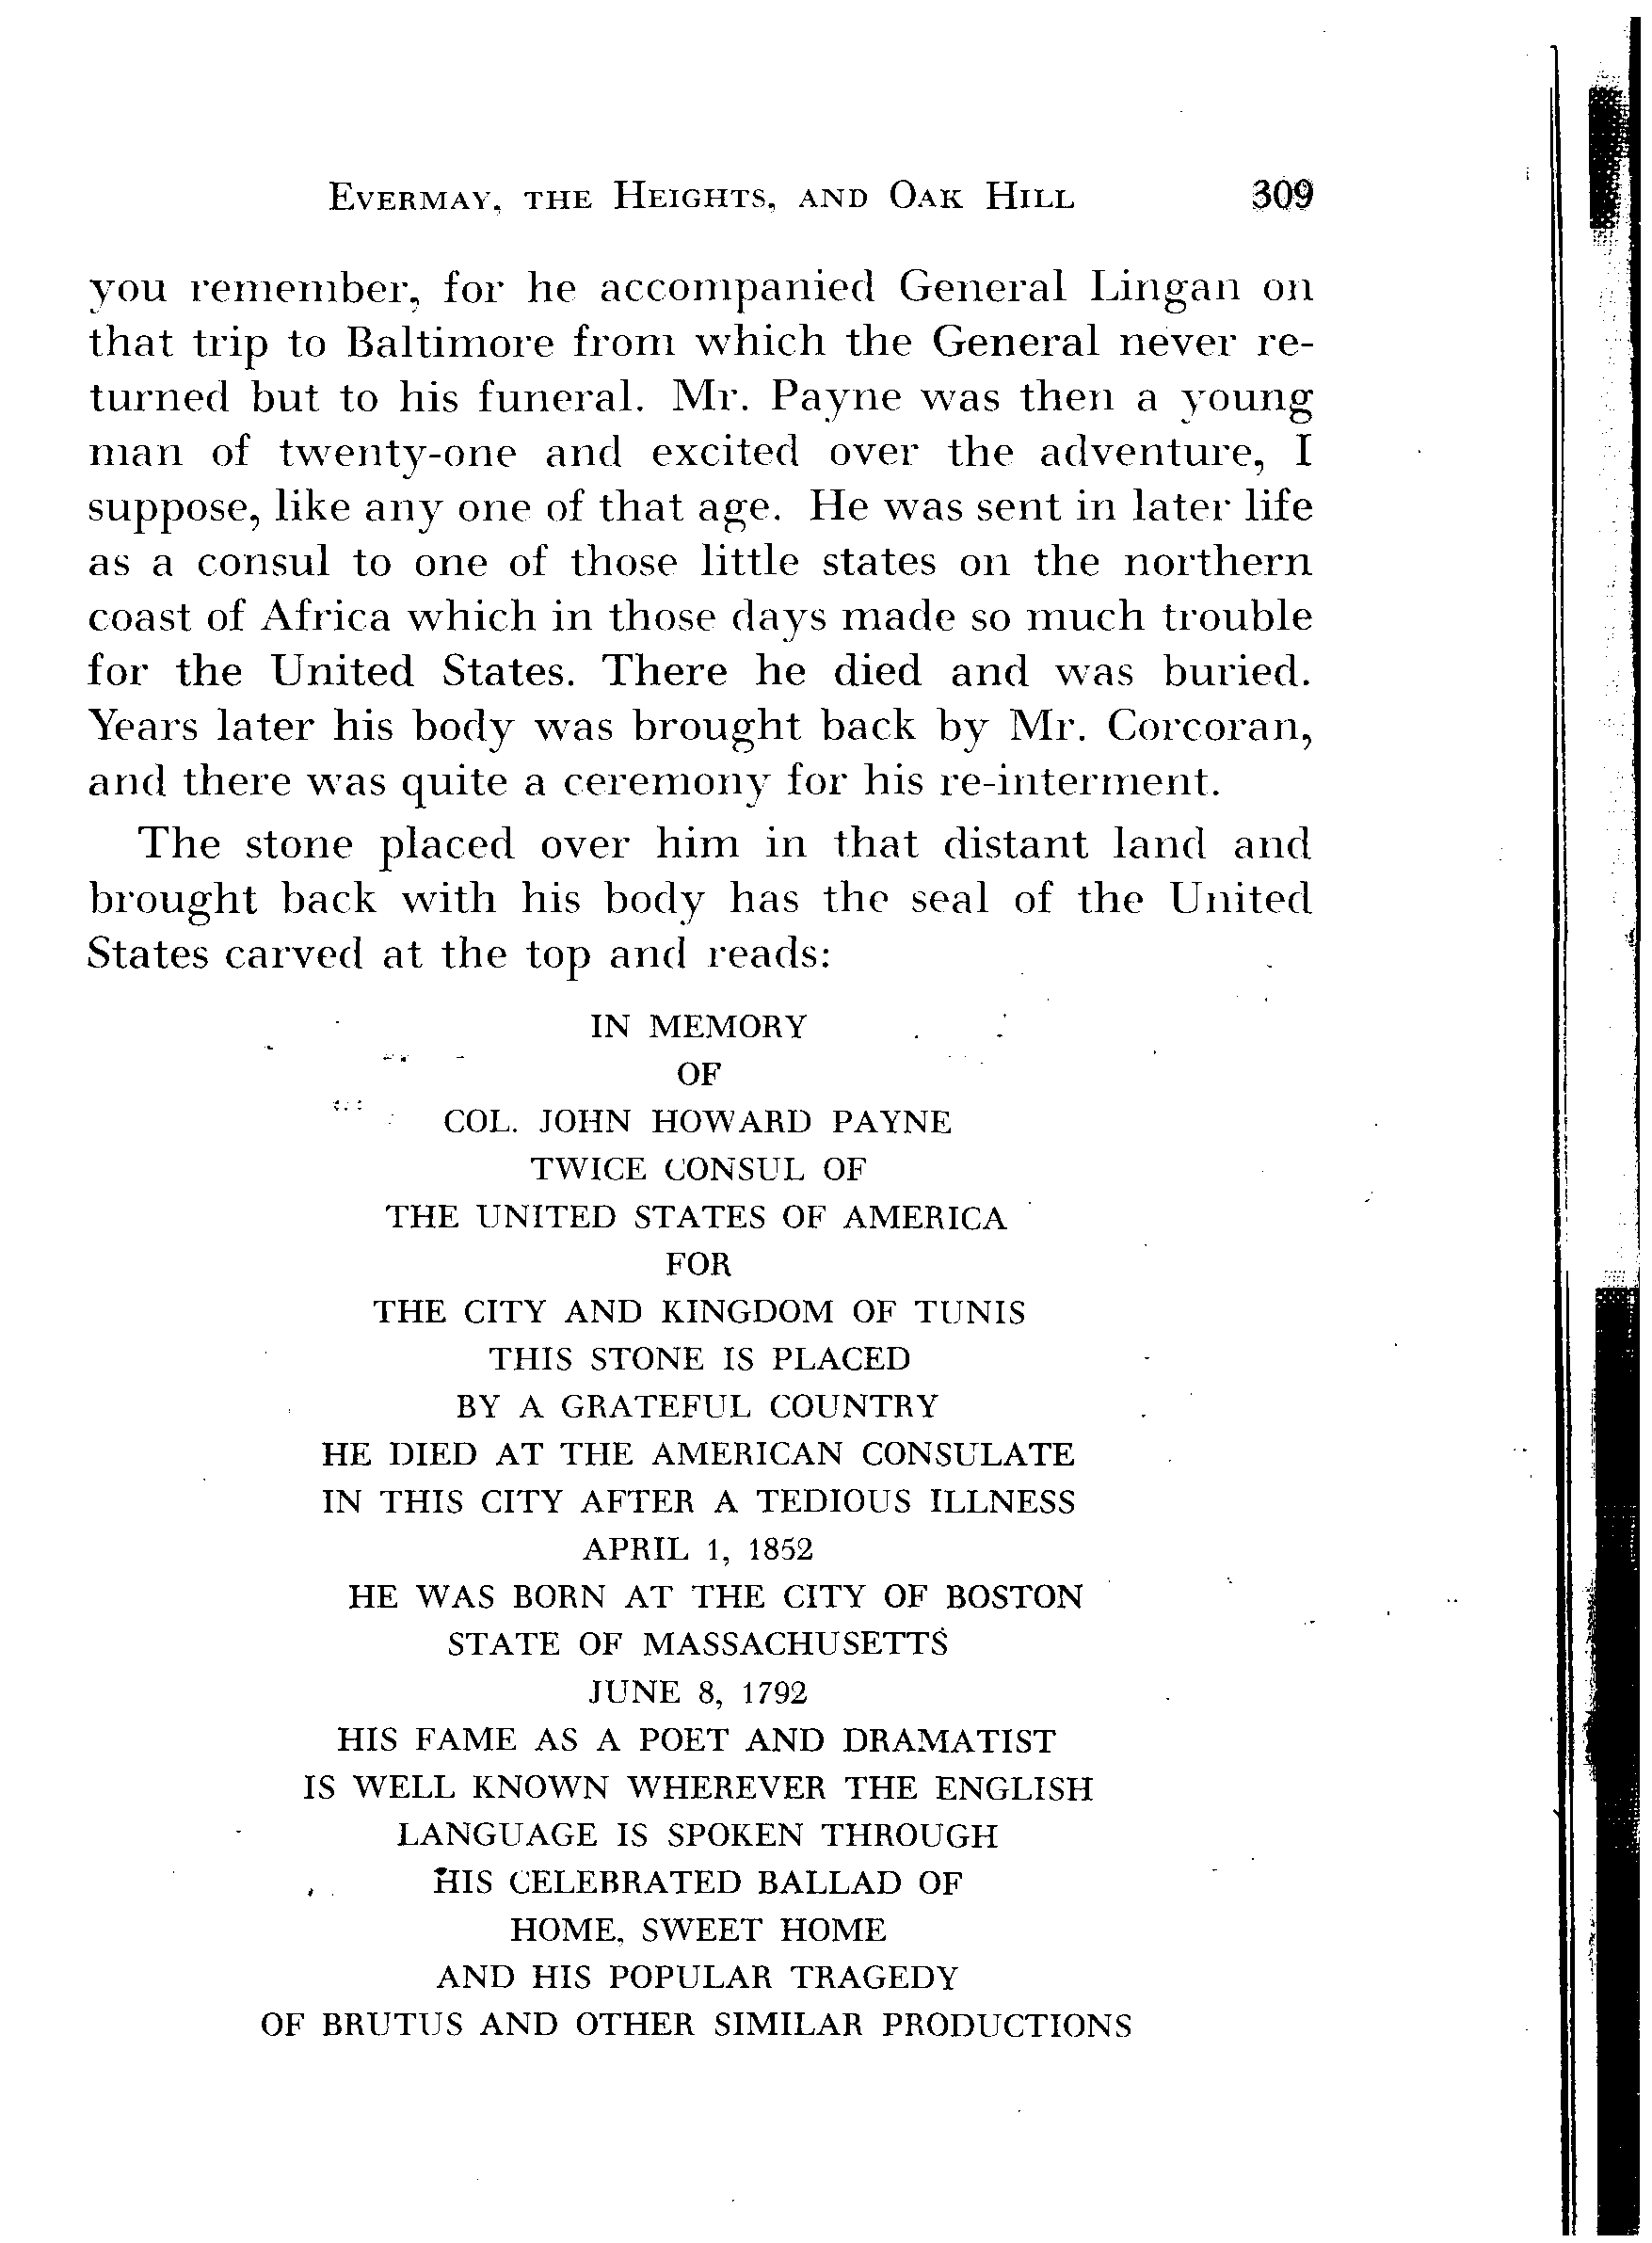 EVERMAY, THE HEIGHTS, AND OAK HILL 309
you remember, for he accompanied General Lingan on
that trip to Baltimore from which the General never re-
turned but to his funeral. Mr. Payne was then a young
man of twenty-one and excited over the adventure, I
suppose, like any one of that age. He was sent in later life
as a consul to one of those little states on the northern
coast of Africa which in those days made so much trouble
for the United States. There he died and was buried.
Years later his body was brought back by Mr. Corcoran,
and there was quite a ceremony for his re-interment.
The stone placed over him in that distant land and
brought back with his body has the seal of the United
States carved at the top and reads:
IN MEMORY
OF
COL. JOHN HOWARD PAYNE
TWICE CONSUL OF
THE UNITED STATES OF AMERICA
FOR
THE CITY AND KINGDOM OF TUNIS
THIS STONE IS PLACED
BY A GRATEFUL COUNTRY
HE DIED AT THE AMERICAN CONSULATE
IN THIS CITY AFTER A TEDIOUS ILLNESS
APRIL 1, 1852
HE WAS BORN AT THE CITY OF BOSTON
STATE OF MASSACHUSETTS
JUNE 8, 1792
HIS FAME AS A POET AND DRAMATIST
IS WELL KNOWN WHEREVER THE ENGLISH
LANGUAGE IS SPOKEN THROUGH
HIS CELEBRATED BALLAD OF
HOME, SWEET HOME
AND HIS POPULAR TRAGEDY
OF BRUTUS AND OTHER SIMILAR PRODUCTIONS